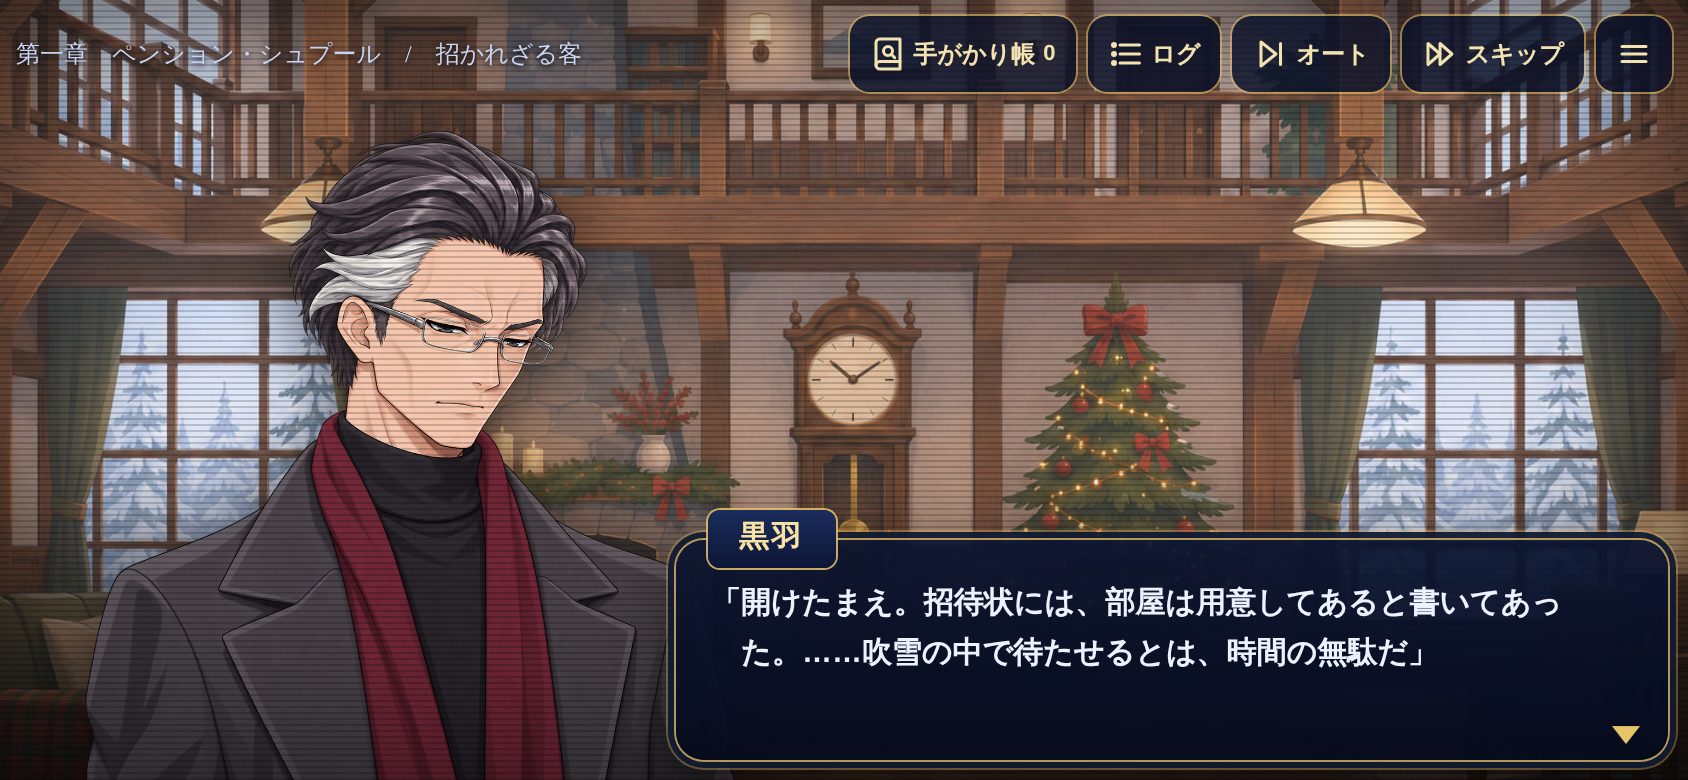 第一章　ペンション・シュプール　/　招かれざる客
手がかり帳 0
ログ
オート
スキップ
黒羽
「開けたまえ。招待状には、部屋は用意してあると書いてあっ
た。……吹雪の中で待たせるとは、時間の無駄だ」